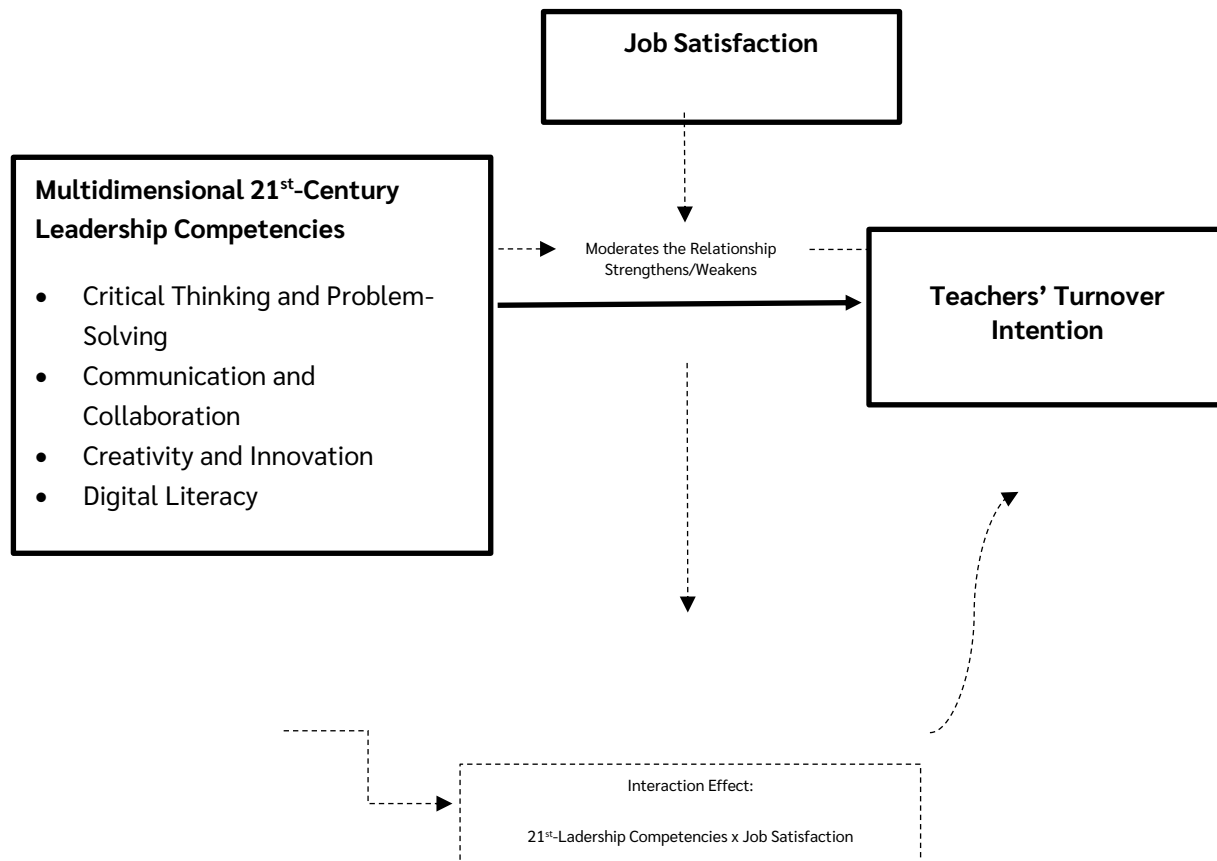 Job Satisfaction
Multidimensional 21st-Century
Leadership Competencies
• Critical Thinking and Problem-
Solving
• Communication and
Collaboration
• Creativity and Innovation
• Digital Literacy
Moderates the Relationship
Strengthens/Weakens
Teachers’ Turnover
Intention
Interaction Effect:
21st-Ladership Competencies x Job Satisfaction